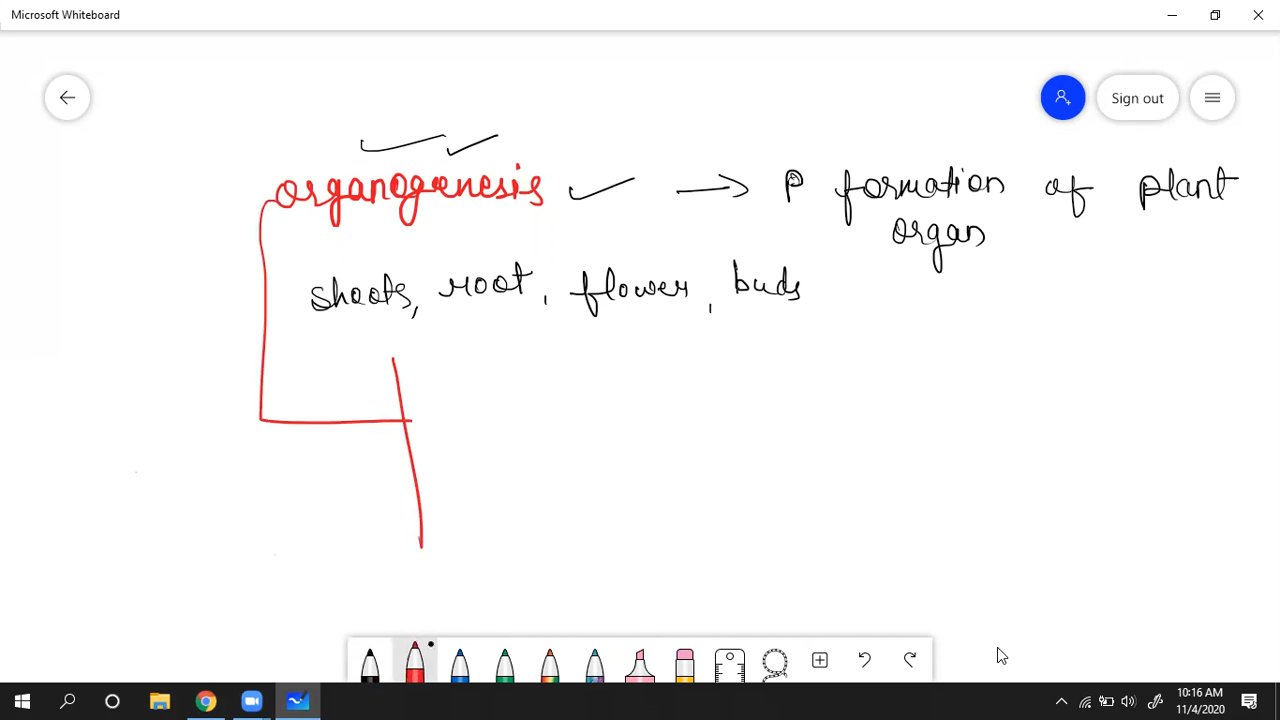 Microsoft Whiteboard
Sign out
organogenesis → P formation of plant
organ
shoots, root, flower, buds
10:16 AM
11/4/2020